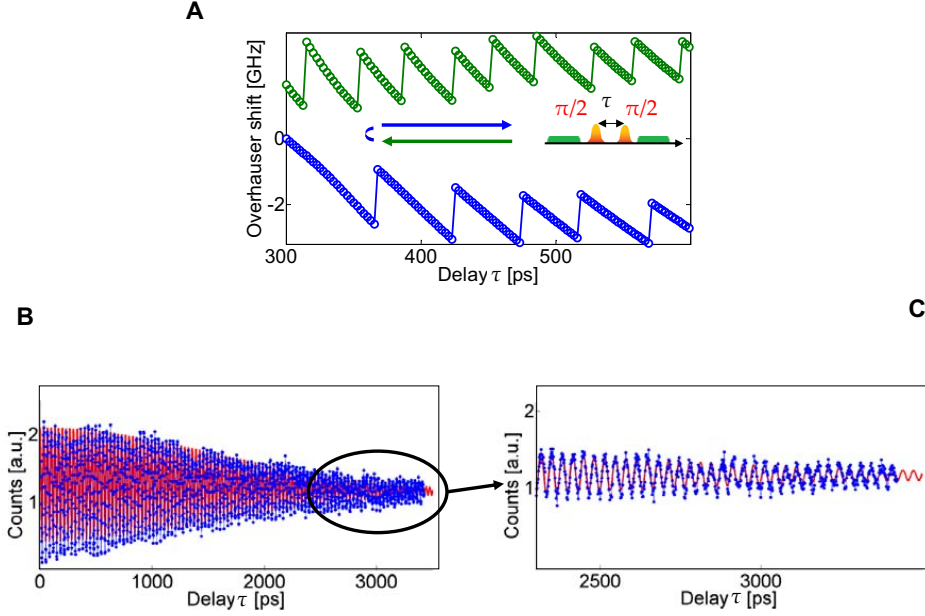 A
Overhauser shift [GHz]
0
-2
π/2 τ π/2
300 400 500
Delay τ [ps]
B
C
Counts [a.u.]
2
1
0 1000 2000 3000
Delay τ [ps]
Counts [a.u.]
2
1
2500 3000
Delay τ [ps]